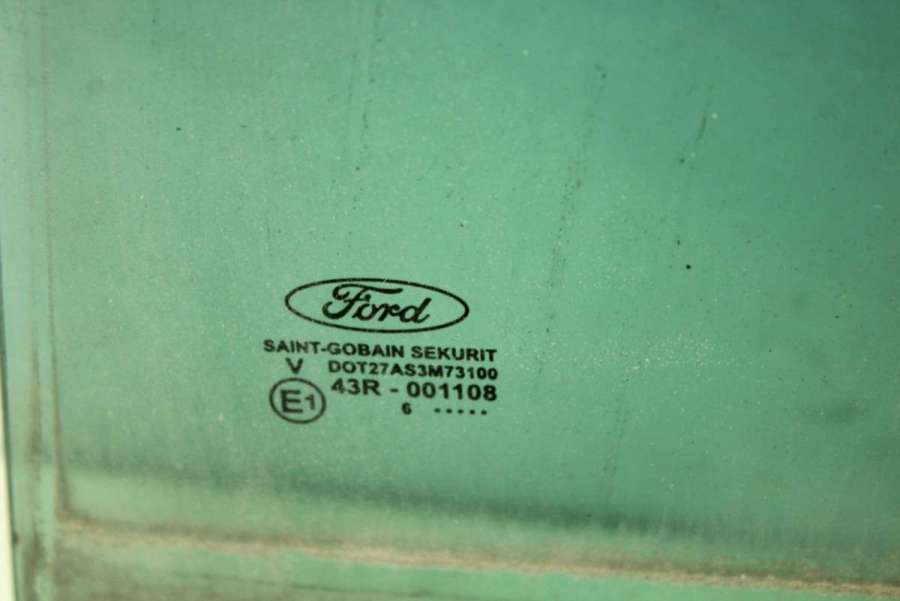 Ford
SAINT-GOBAIN SEKURIT
V DOT27AS3M73100
E1 43R - 001108
6 .....